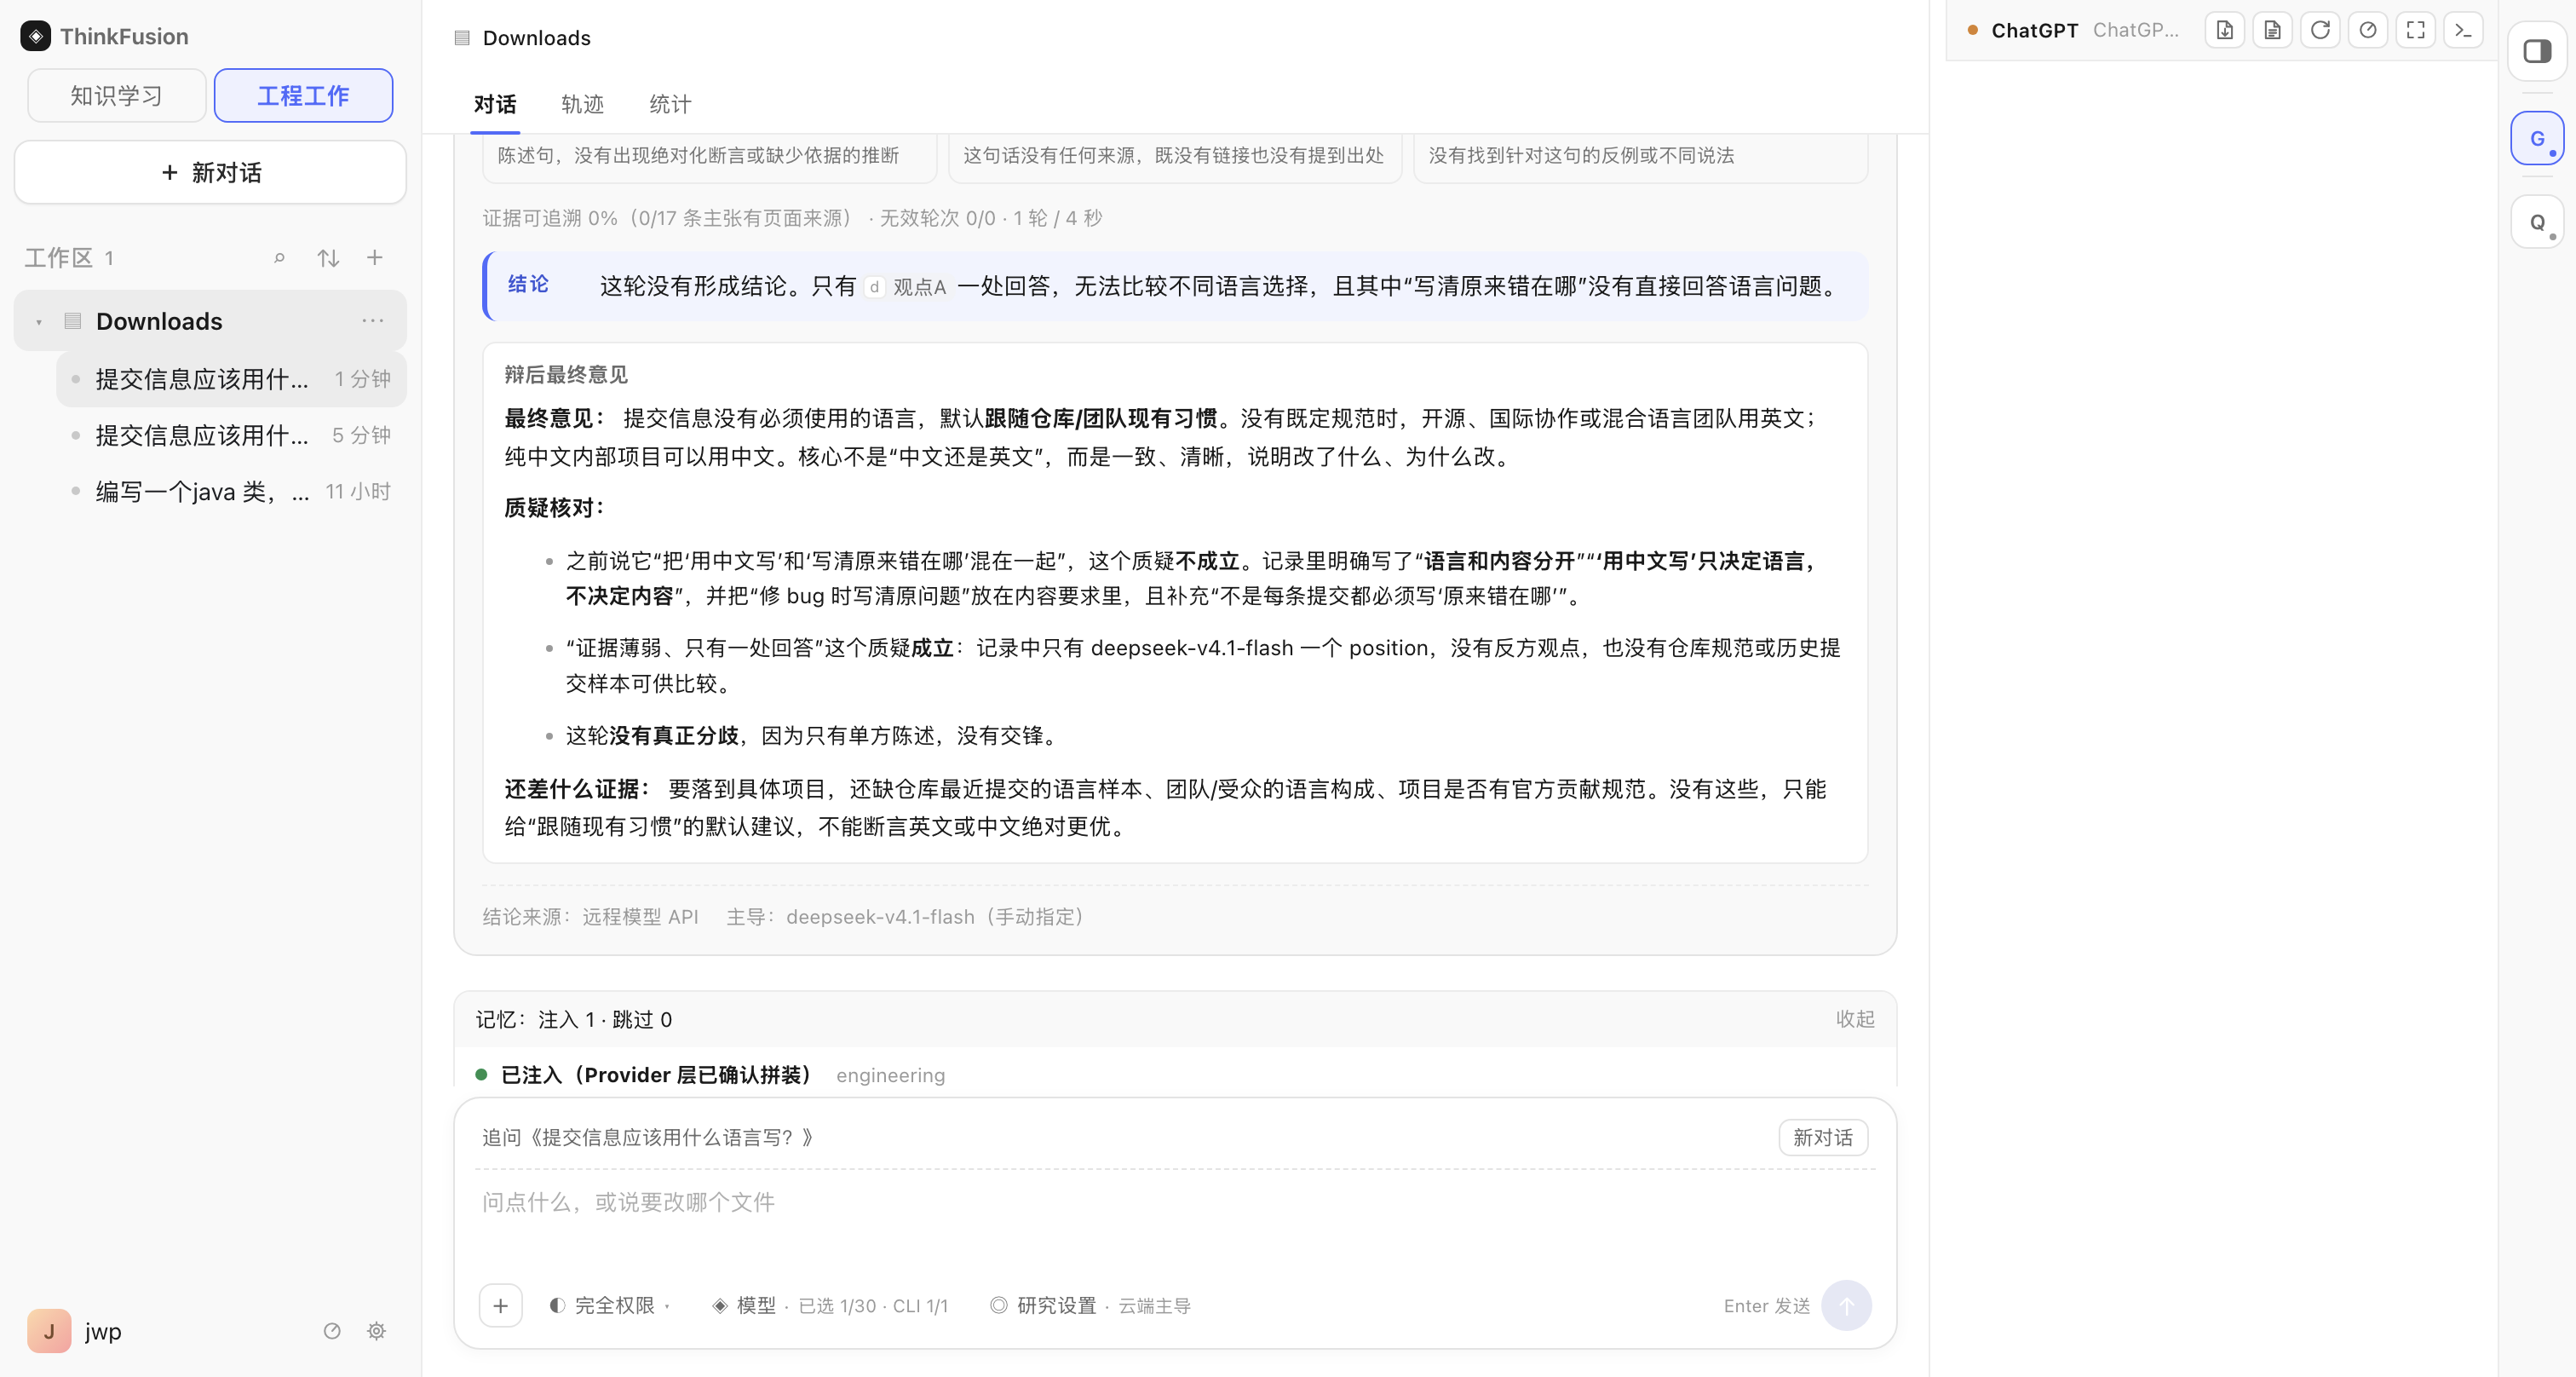 ThinkFusion
知识学习
工程工作
+ 新对话
工作区 1
Downloads
提交信息应该用什... 1 分钟
提交信息应该用什... 5 分钟
编写一个java 类，... 11 小时
J
jwp
Downloads
对话
轨迹
统计
陈述句，没有出现绝对化断言或缺少依据的推断
这句话没有任何来源，既没有链接也没有提到出处
没有找到针对这句的反例或不同说法
证据可追溯 0%（0/17 条主张有页面来源） · 无效轮次 0/0 · 1 轮 / 4 秒
结论 这轮没有形成结论。只有 d 观点A 一处回答，无法比较不同语言选择，且其中“写清原来错在哪”没有直接回答语言问题。
辩后最终意见
最终意见： 提交信息没有必须使用的语言，默认跟随仓库/团队现有习惯。没有既定规范时，开源、国际协作或混合语言团队用英文；
纯中文内部项目可以用中文。核心不是“中文还是英文”，而是一致、清晰，说明改了什么、为什么改。
质疑核对：
之前说它“把‘用中文写’和‘写清原来错在哪’混在一起”，这个质疑不成立。记录里明确写了“语言和内容分开”“‘用中文写’只决定语言，
不决定内容”，并把“修 bug 时写清原问题”放在内容要求里，且补充“不是每条提交都必须写‘原来错在哪’”。
“证据薄弱、只有一处回答”这个质疑成立：记录中只有 deepseek-v4.1-flash 一个 position，没有反方观点，也没有仓库规范或历史提
交样本可供比较。
这轮没有真正分歧，因为只有单方陈述，没有交锋。
还差什么证据： 要落到具体项目，还缺仓库最近提交的语言样本、团队/受众的语言构成、项目是否有官方贡献规范。没有这些，只能
给“跟随现有习惯”的默认建议，不能断言英文或中文绝对更优。
结论来源：远程模型 API 主导：deepseek-v4.1-flash（手动指定）
记忆：注入 1 · 跳过 0
收起
已注入（Provider 层已确认拼装） engineering
追问《提交信息应该用什么语言写？》
新对话
问点什么，或说要改哪个文件
完全权限
模型 · 已选 1/30 · CLI 1/1
研究设置 · 云端主导
Enter 发送
ChatGPT ChatGP...
G
Q